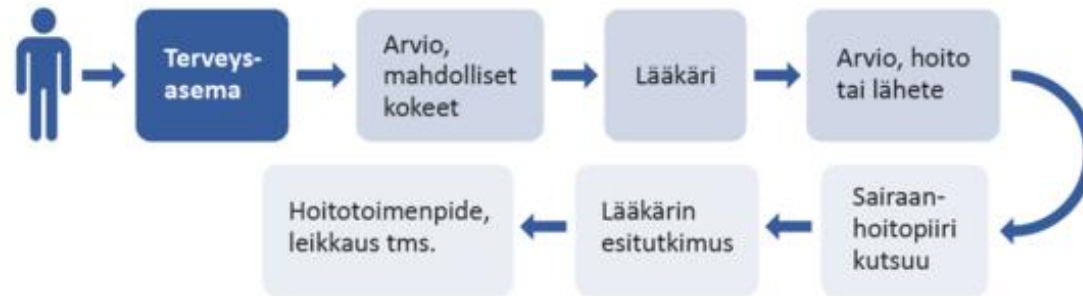 Terveys-
asema
Arvio,
mahdolliset
kokeet
Lääkäri
Arvio, hoito
tai lähete
Sairaan-
hoitopiiri
kutsuu
Lääkärin
esitutkimus
Hoitotoimenpide,
leikkaus tms.